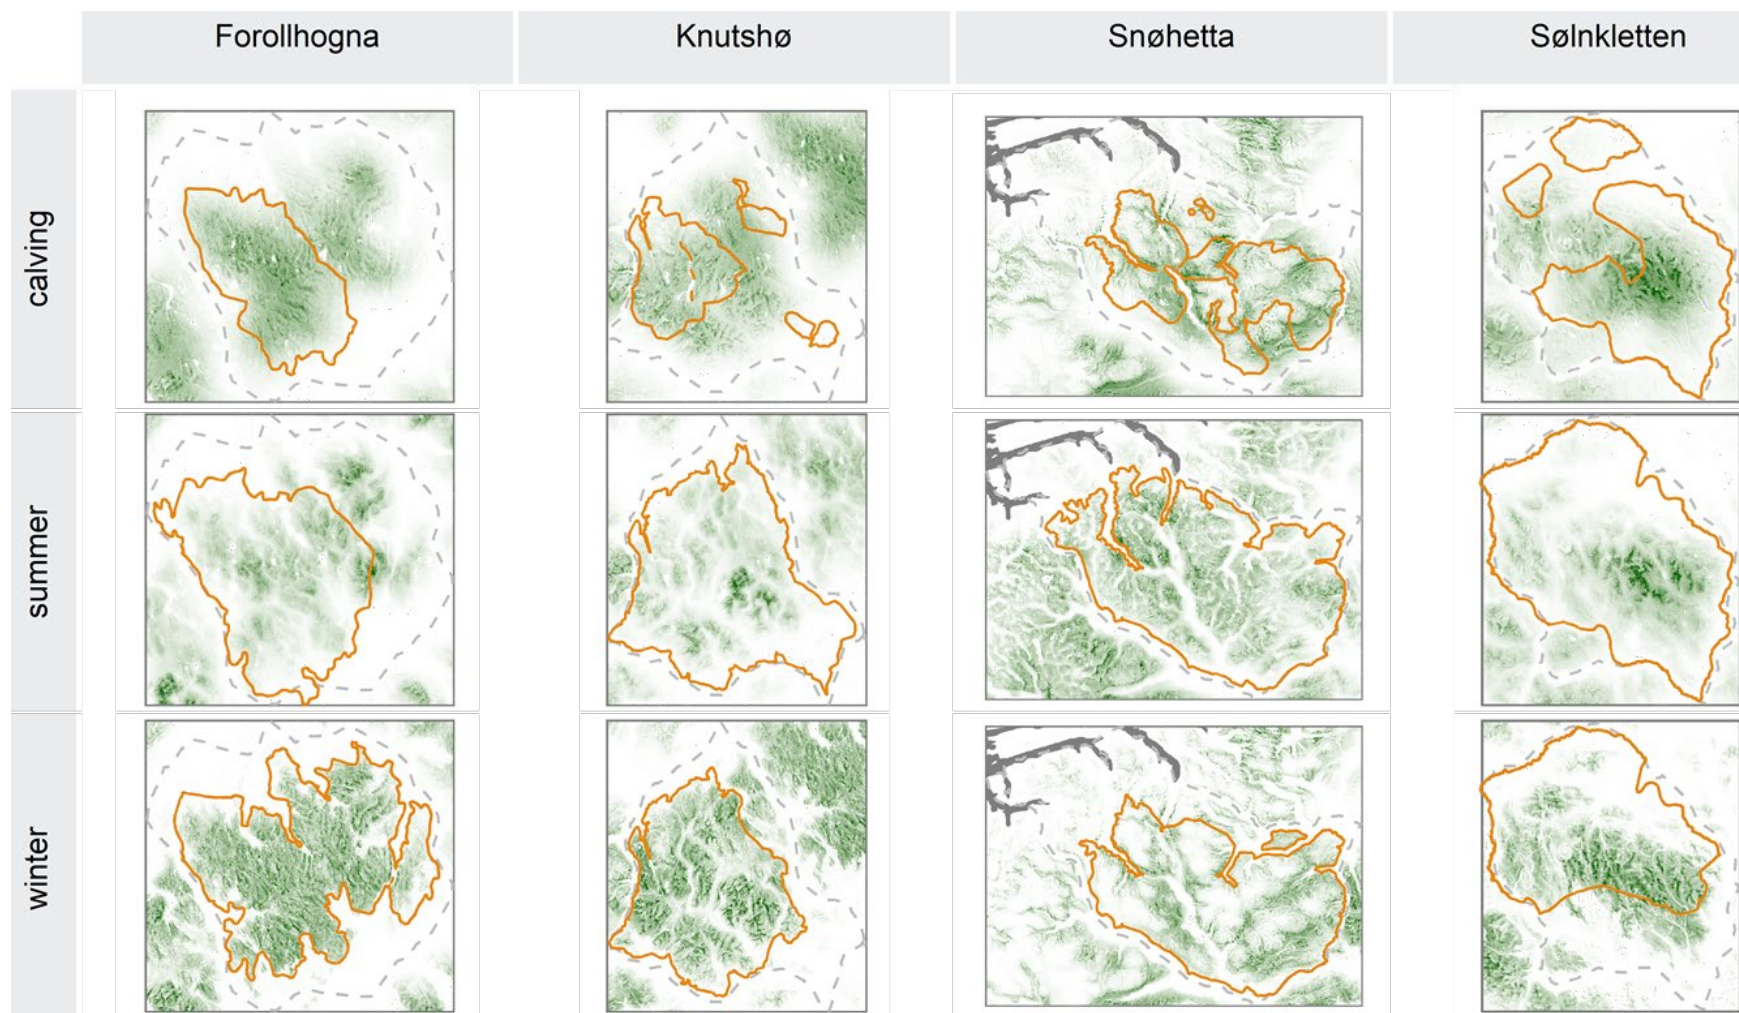 Forollhogna
Knutshø
Snøhetta
Sølnkletten
calving
summer
winter